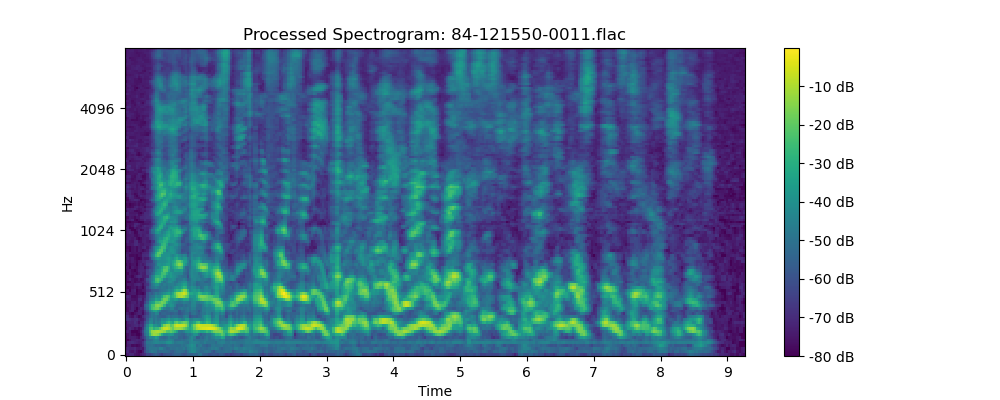 Processed Spectrogram: 84-121550-0011.flac
Hz
4096
2048
1024
512
0
0 1 2 3 4 5 6 7 8 9
Time
-10 dB
-20 dB
-30 dB
-40 dB
-50 dB
-60 dB
-70 dB
-80 dB